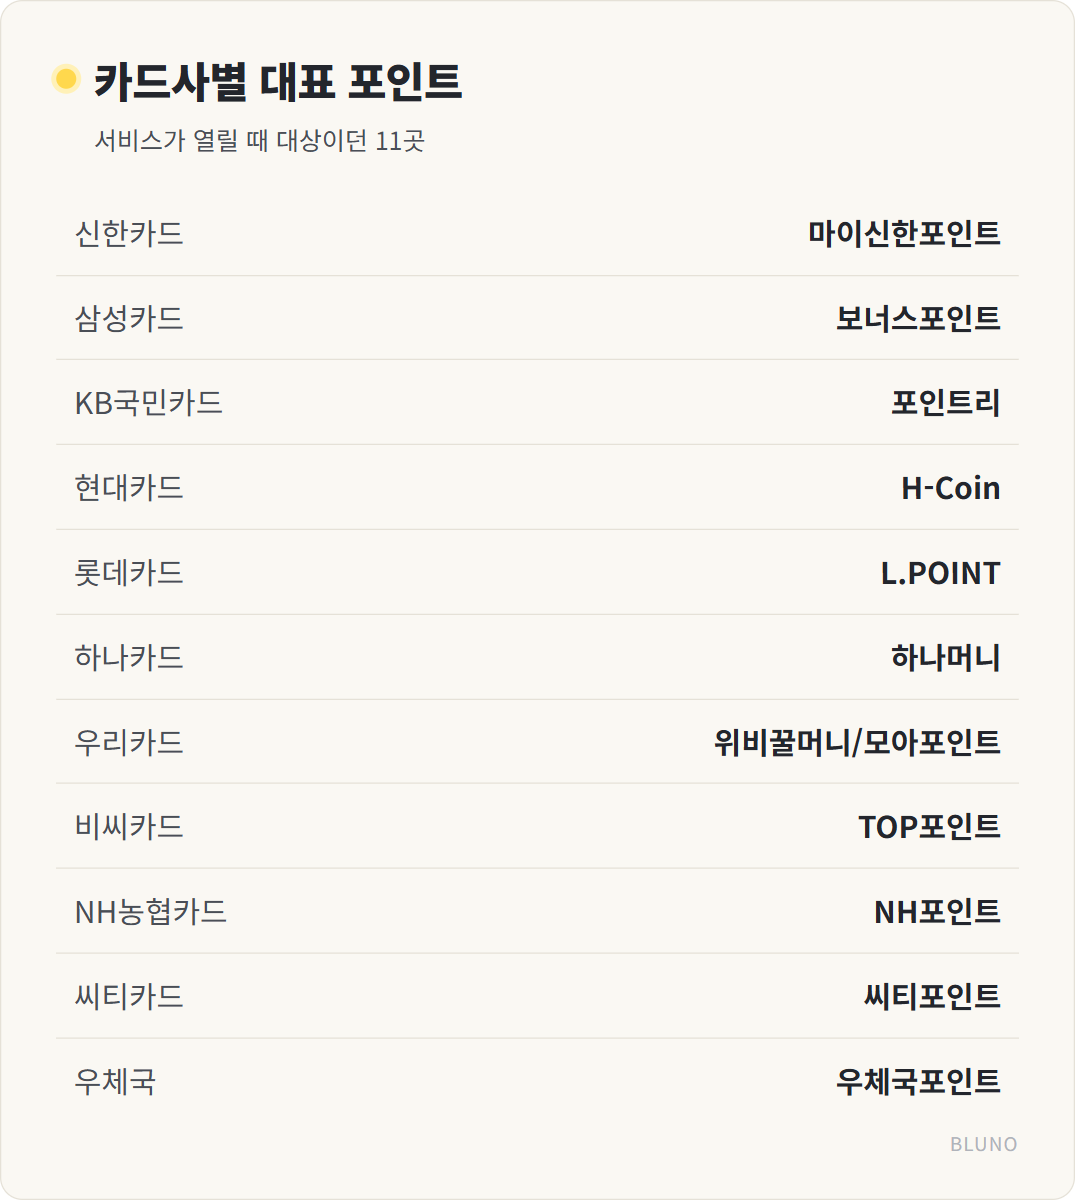 카드사별 대표 포인트
서비스가 열릴 때 대상이던 11곳
신한카드 마이신한포인트
삼성카드 보너스포인트
KB국민카드 포인트리
현대카드 H-Coin
롯데카드 L.POINT
하나카드 하나머니
우리카드 위비꿀머니/모아포인트
비씨카드 TOP포인트
NH농협카드 NH포인트
씨티카드 씨티포인트
우체국 우체국포인트
BLUNO